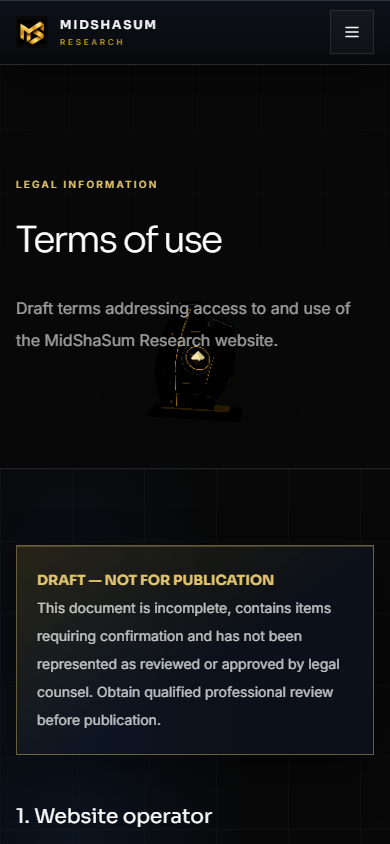 MIDSHASUM
RESEARCH
LEGAL INFORMATION
Terms of use
Draft terms addressing access to and use of
the MidShaSum Research website.
DRAFT — NOT FOR PUBLICATION
This document is incomplete, contains items
requiring confirmation and has not been
represented as reviewed or approved by legal
counsel. Obtain qualified professional review
before publication.
1. Website operator